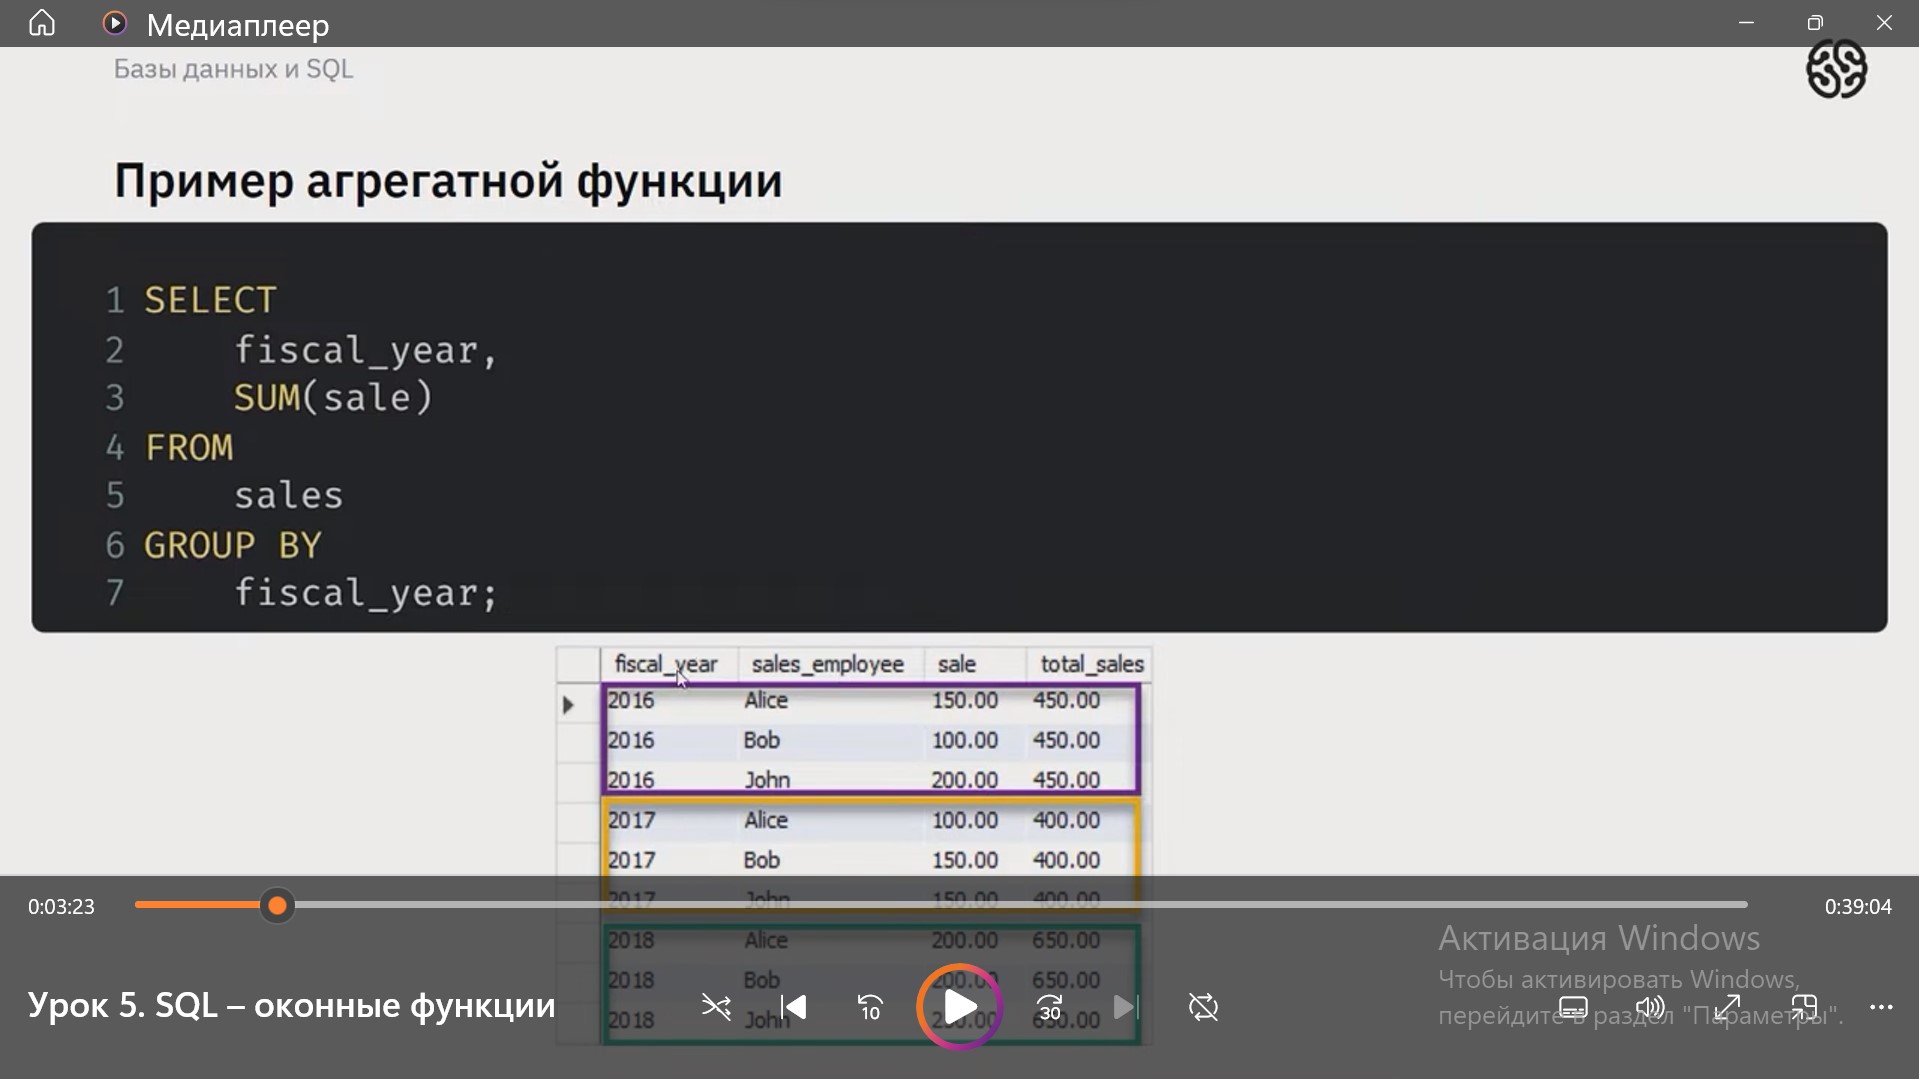 Медиаплеер
Базы данных и SQL
Пример агрегатной функции
1 SELECT
2 fiscal_year,
3 SUM(sale)
4 FROM
5 sales
6 GROUP BY
7 fiscal_year;
fiscal_year sales_employee sale total_sales
2016 Alice 150.00 450.00
2016 Bob 100.00 450.00
2016 John 200.00 450.00
2017 Alice 100.00 400.00
2017 Bob 150.00 400.00
2017 John 150.00 400.00
0:03:23 0:39:04
2018 Alice 200.00 650.00
2018 Bob 200.00 650.00
2018 John 650.00
Урок 5. SQL – оконные функции
10
30
Активация Windows
Чтобы активировать Windows,
перейдите в раздел "Параметры".